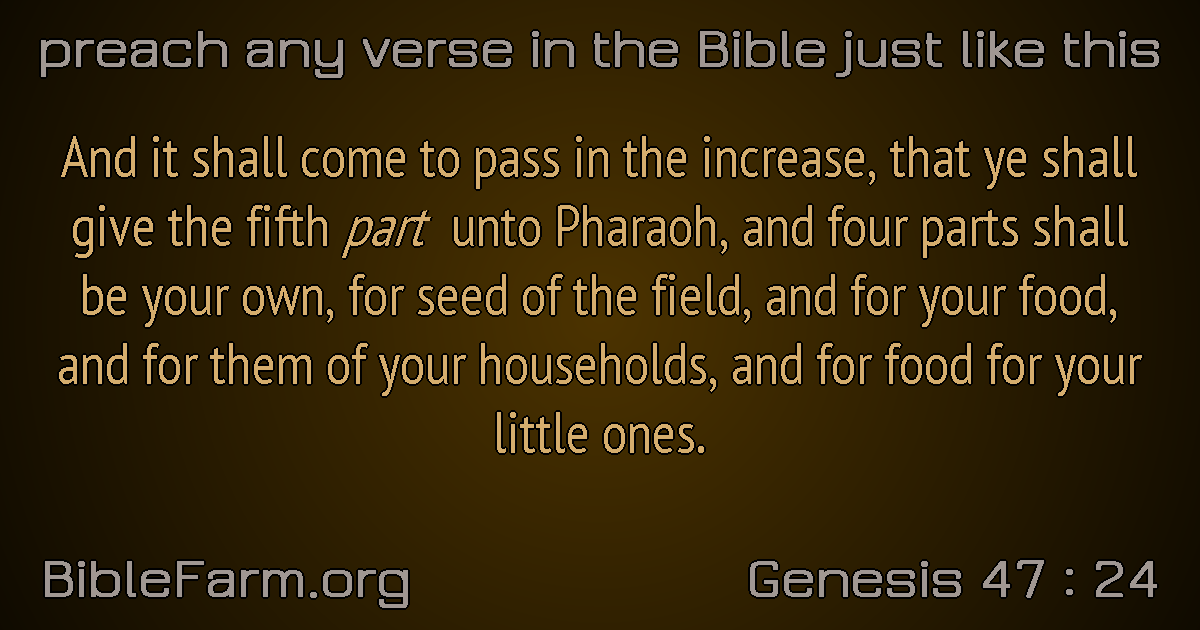 preach any verse in the Bible just like this
And it shall come to pass in the increase, that ye shall
give the fifth part unto Pharaoh, and four parts shall
be your own, for seed of the field, and for your food,
and for them of your households, and for food for your
little ones.
BibleFarm.org
Genesis 47 : 24